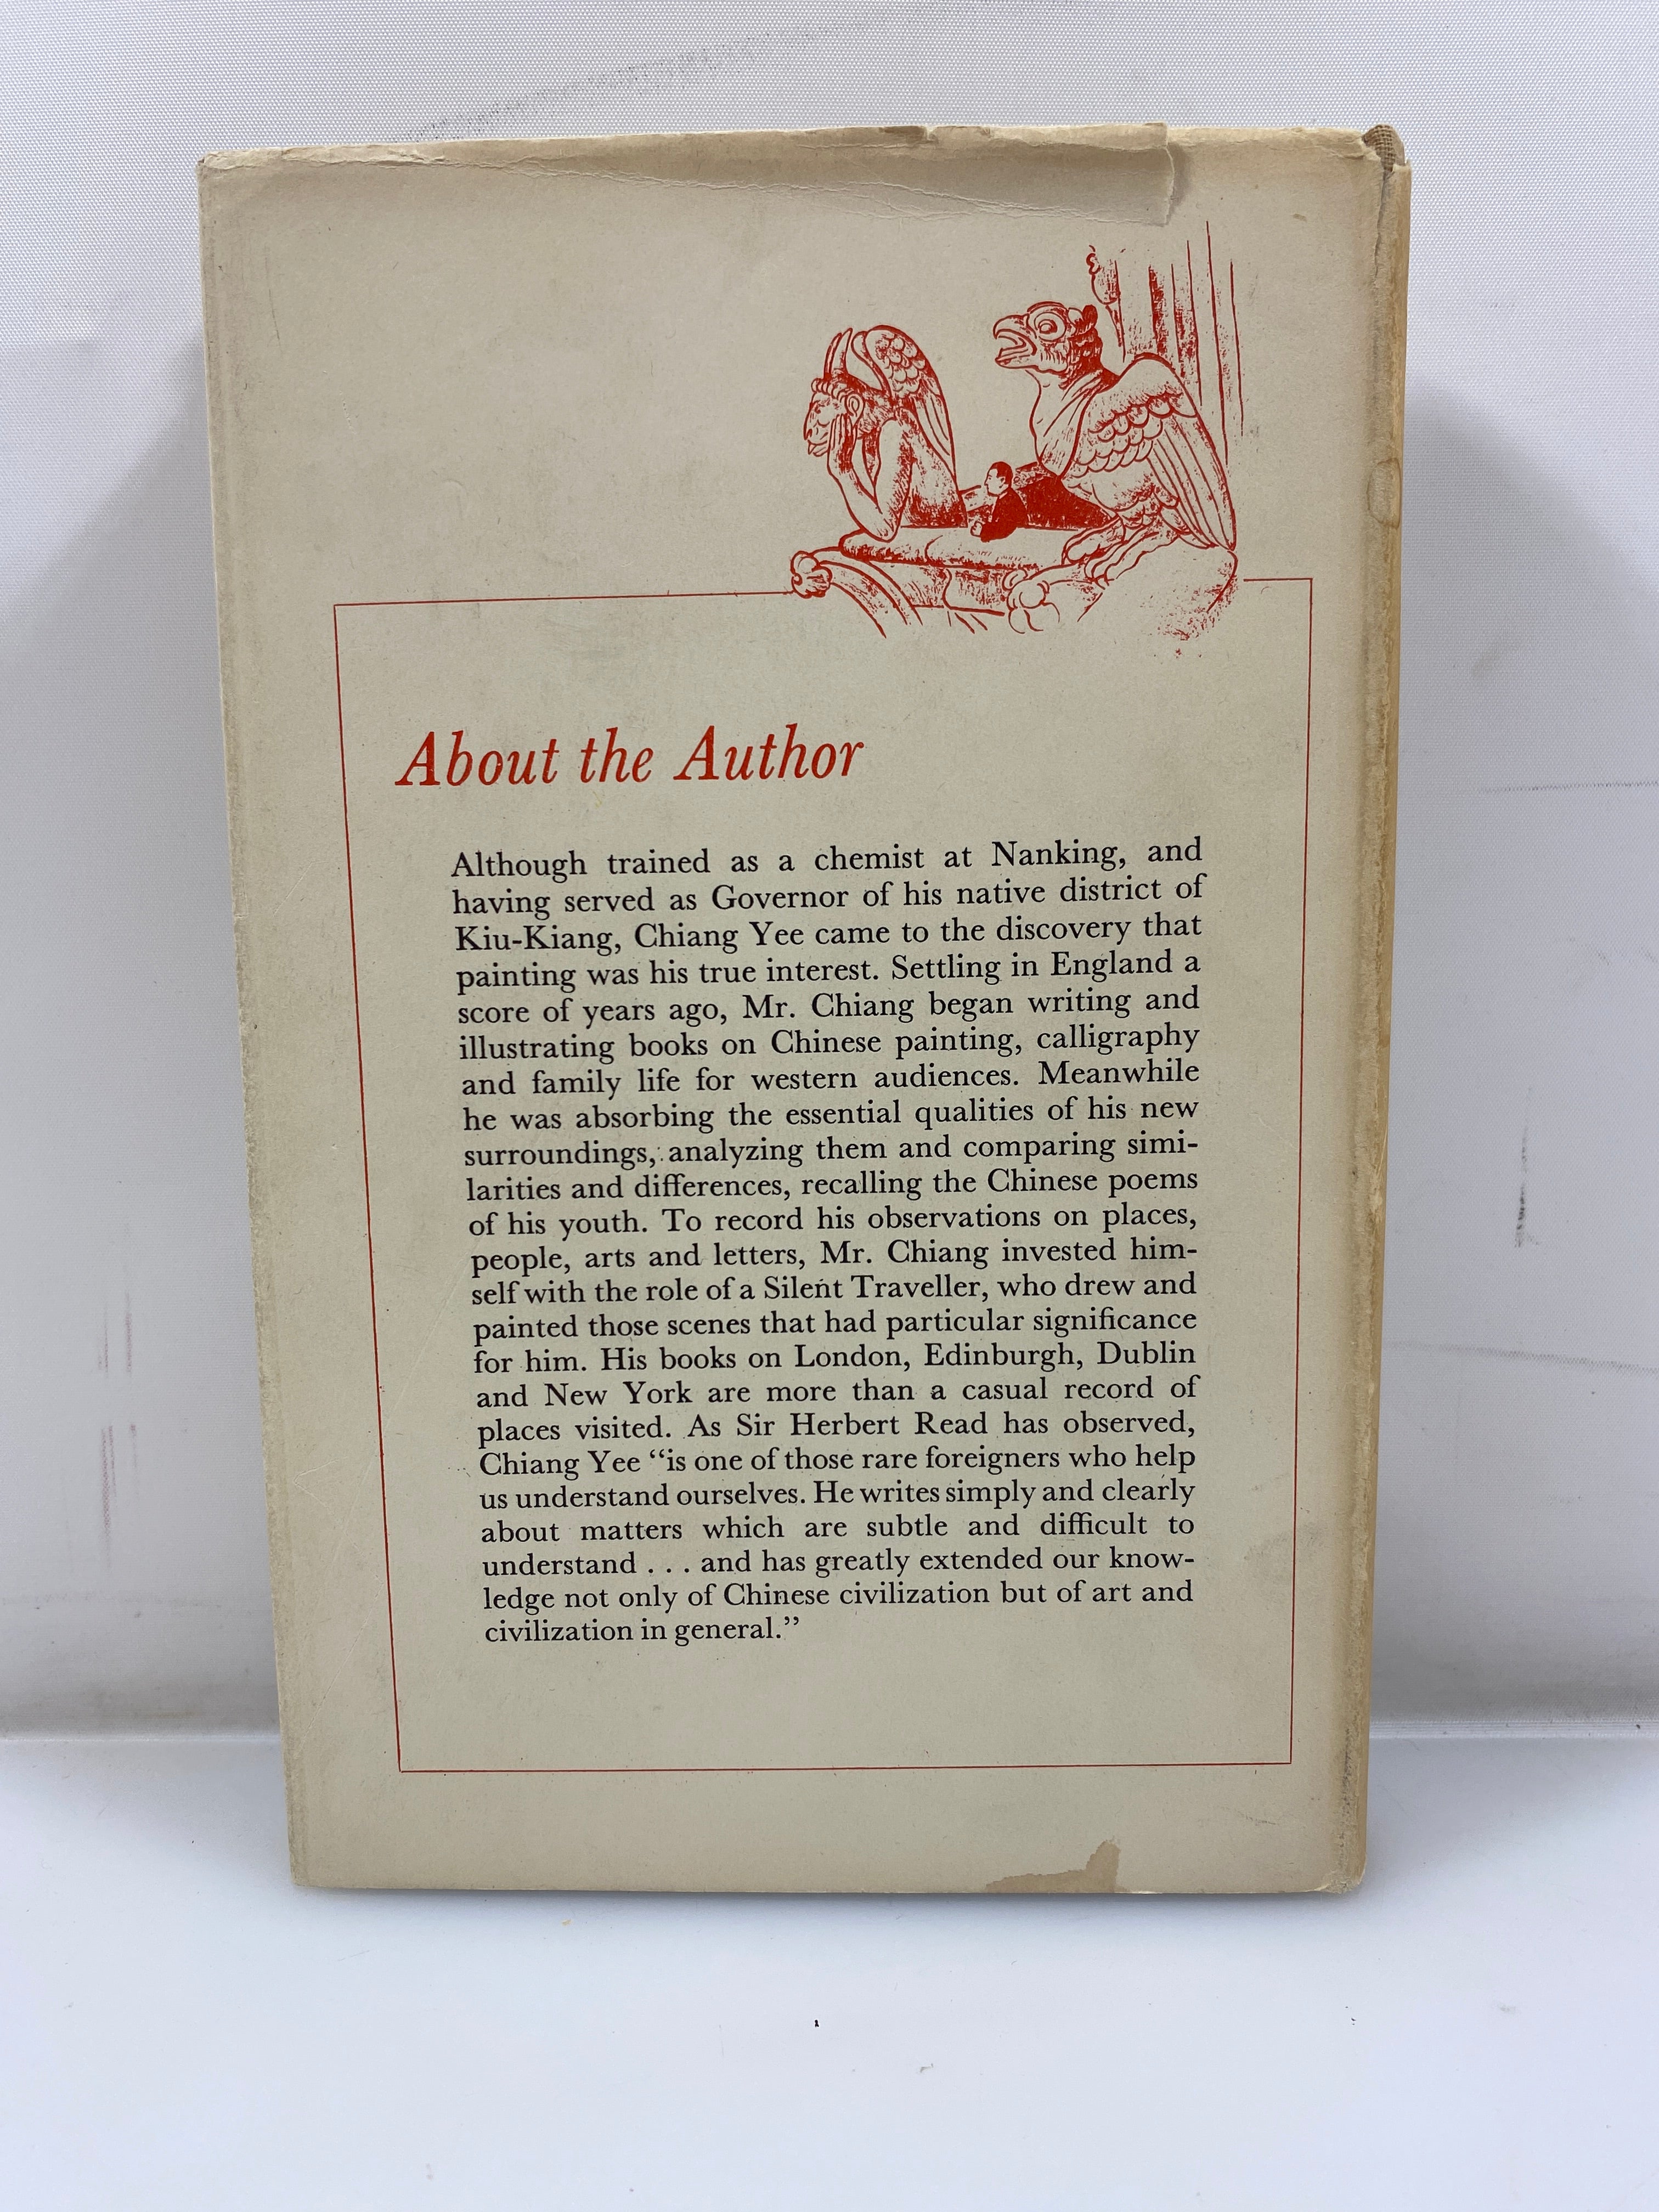 About the Author
Although trained as a chemist at Nanking, and
having served as Governor of his native district of
Kiu-Kiang, Chiang Yee came to the discovery that
painting was his true interest. Settling in England a
score of years ago, Mr. Chiang began writing and
illustrating books on Chinese painting, calligraphy
and family life for western audiences. Meanwhile
he was absorbing the essential qualities of his new
surroundings, analyzing them and comparing simi-
larities and differences, recalling the Chinese poems
of his youth. To record his observations on places,
people, arts and letters, Mr. Chiang invested him-
self with the role of a Silent Traveller, who drew and
painted those scenes that had particular significance
for him. His books on London, Edinburgh, Dublin
and New York are more than a casual record of
places visited. As Sir Herbert Read has observed,
Chiang Yee “is one of those rare foreigners who help
us understand ourselves. He writes simply and clearly
about matters which are subtle and difficult to
understand . . . and has greatly extended our know-
ledge not only of Chinese civilization but of art and
civilization in general.”